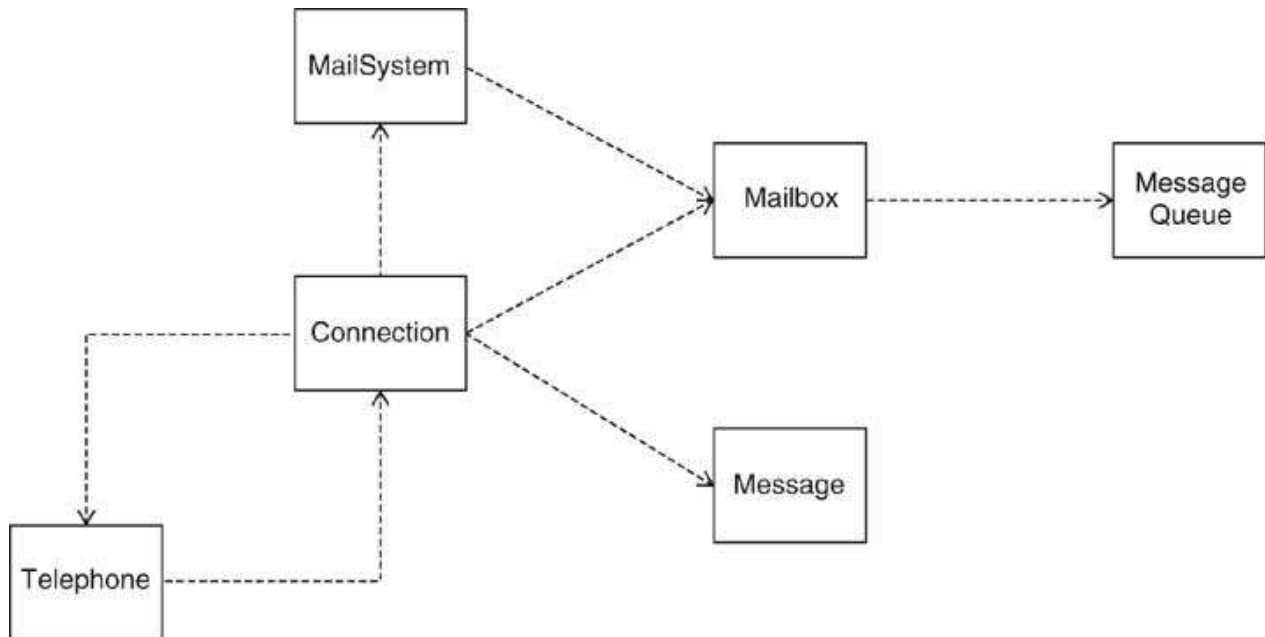 MailSystem
Mailbox
Message
Queue
Connection
Message
Telephone